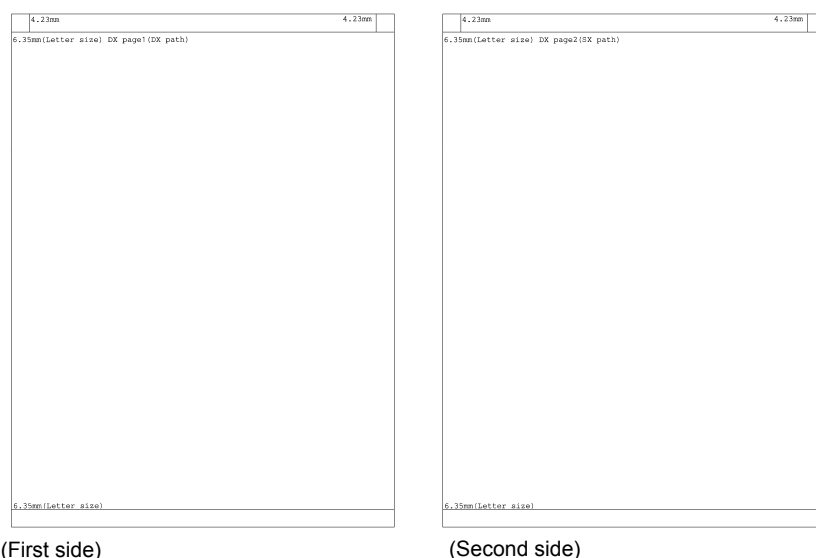 4.23mm 4.23mm
6.35mm(Letter size) DX page1(DX path)
6.35mm(Letter size)
(First side)
4.23mm 4.23mm
6.35mm(Letter size) DX page2(SX path)
6.35mm(Letter size)
(Second side)